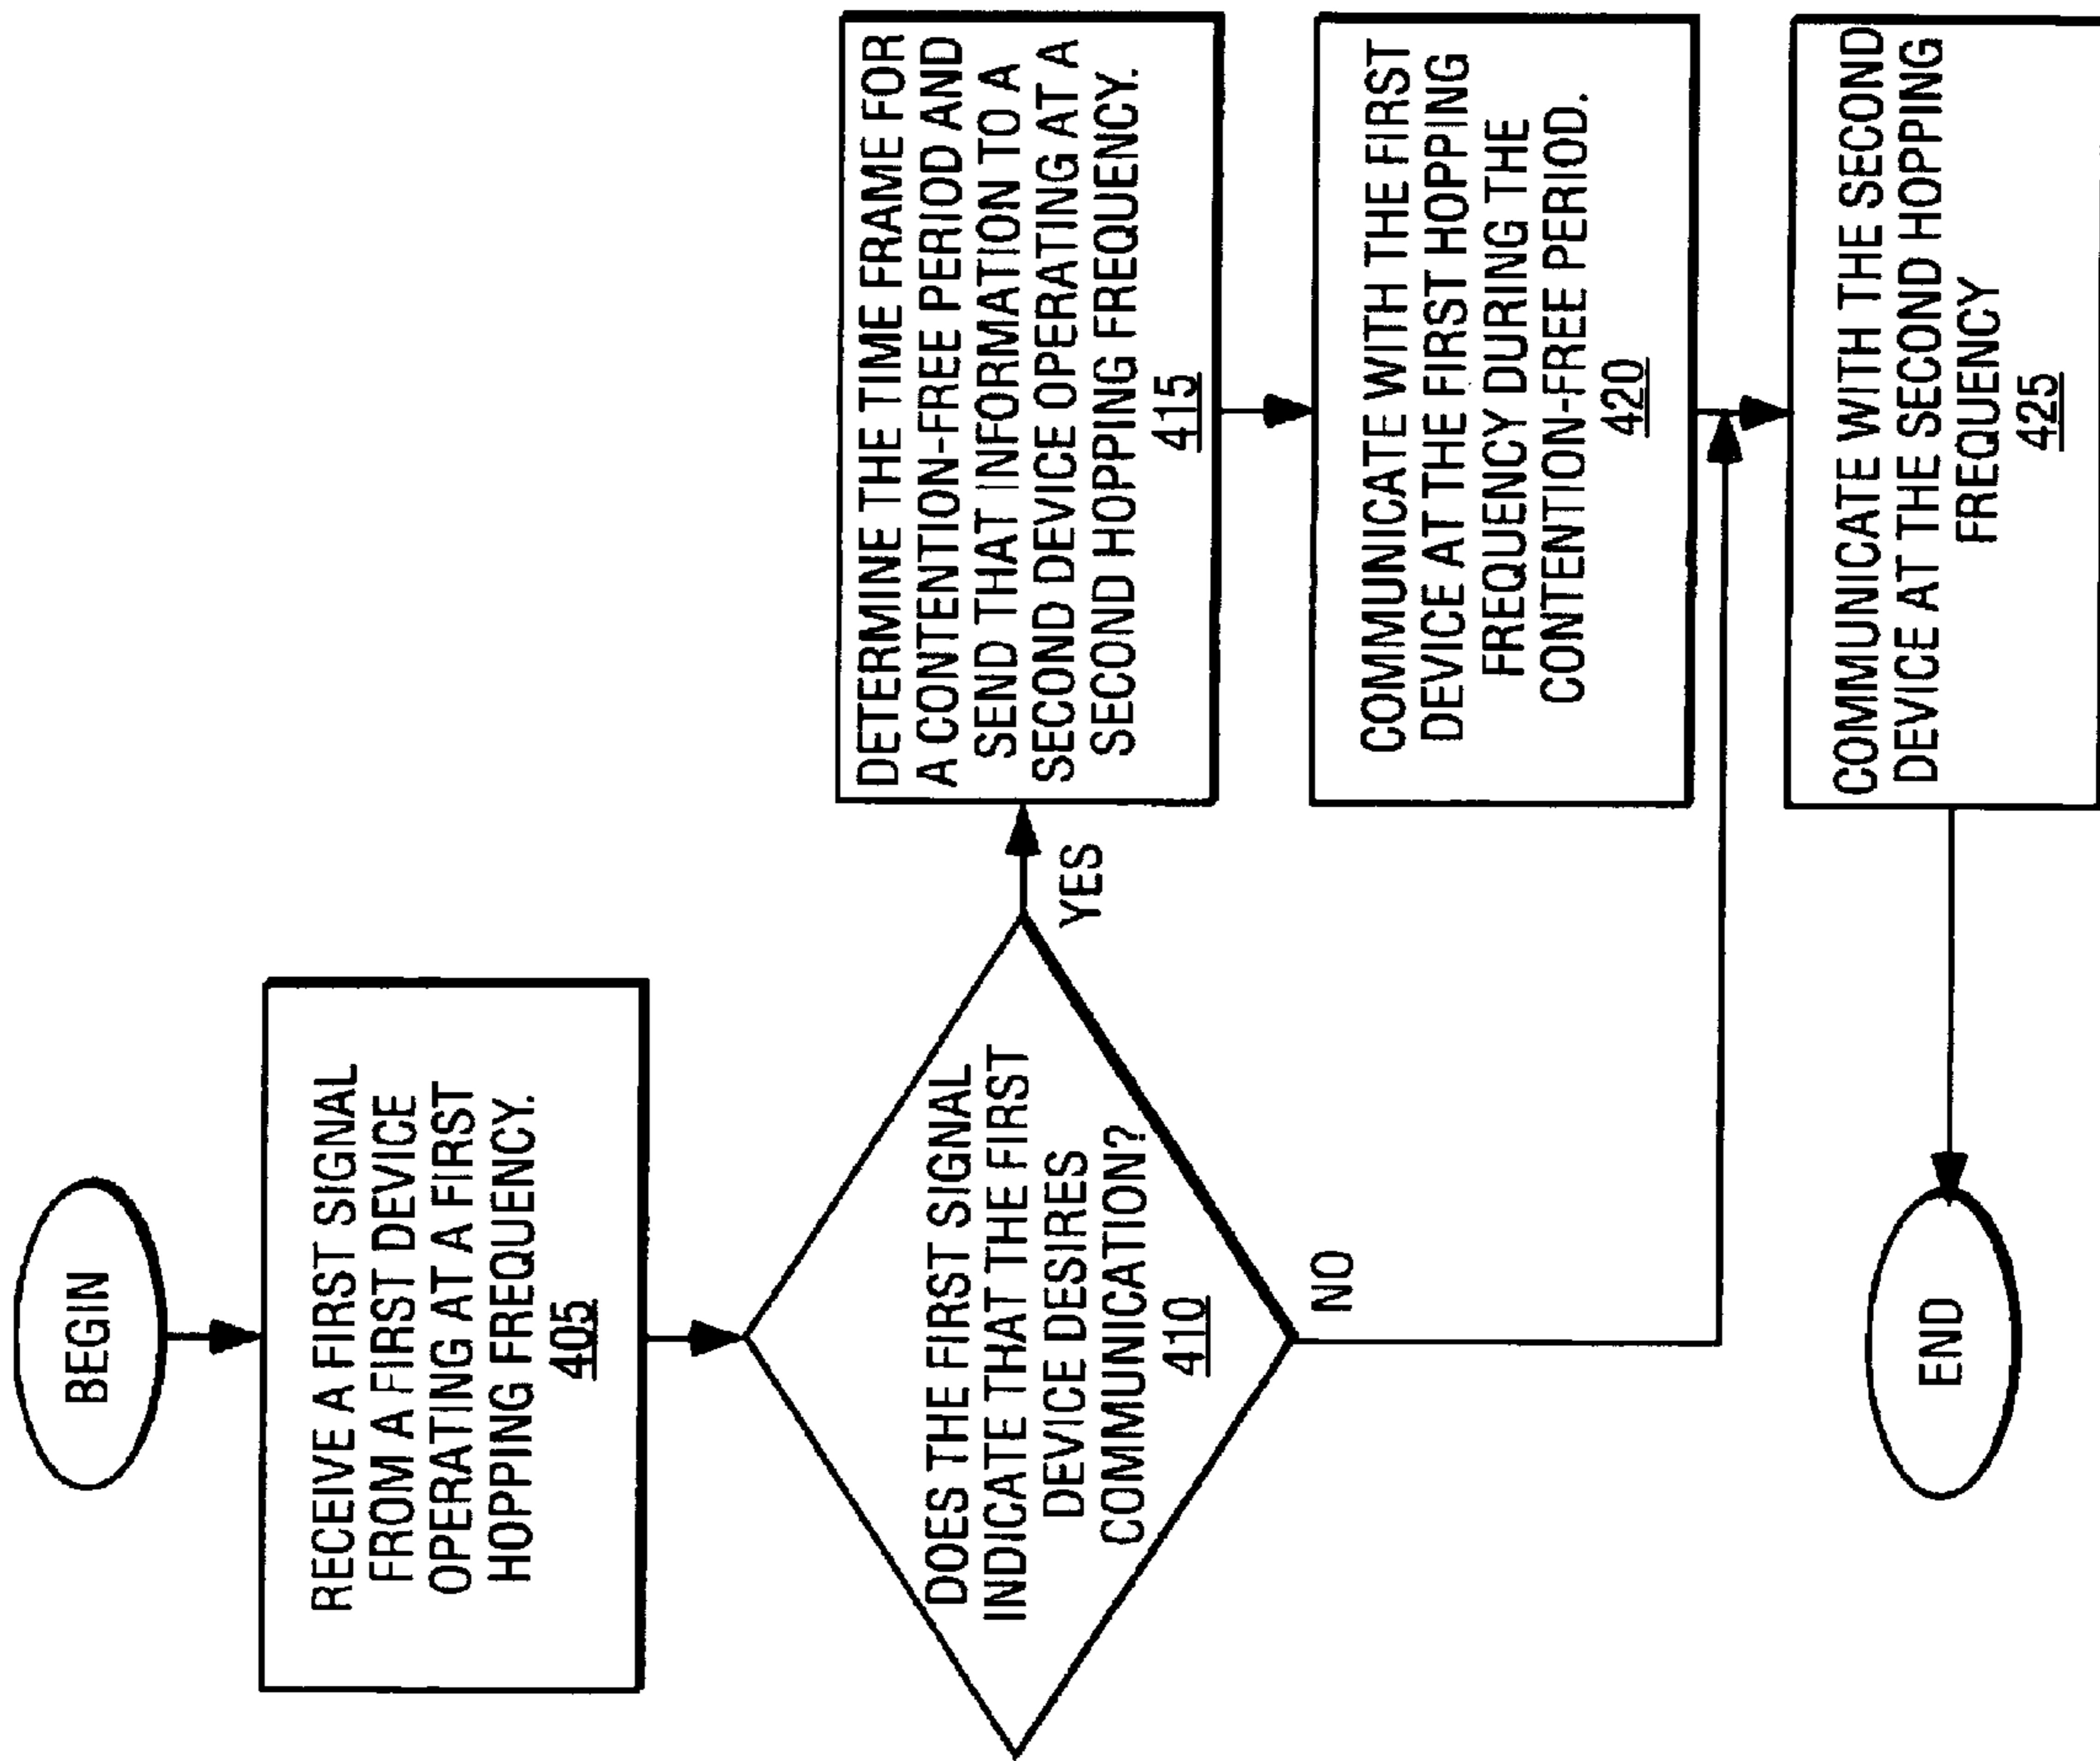 BEGIN
RECEIVE A FIRST SIGNAL
FROM A FIRST DEVICE
OPERATING AT A FIRST
HOPPING FREQUENCY.
405
DOES THE FIRST SIGNAL
INDICATE THAT THE FIRST
DEVICE DESIRES
COMMUNICATION?
410
YES
NO
DETERMINE THE TIME FRAME FOR
A CONTENTION-FREE PERIOD AND
SEND THAT INFORMATION TO A
SECOND DEVICE OPERATING AT A
SECOND HOPPING FREQUENCY.
415
COMMUNICATE WITH THE FIRST
DEVICE AT THE FIRST HOPPING
FREQUENCY DURING THE
CONTENTION-FREE PERIOD.
420
COMMUNICATE WITH THE SECOND
DEVICE AT THE SECOND HOPPING
FREQUENCY
425
END